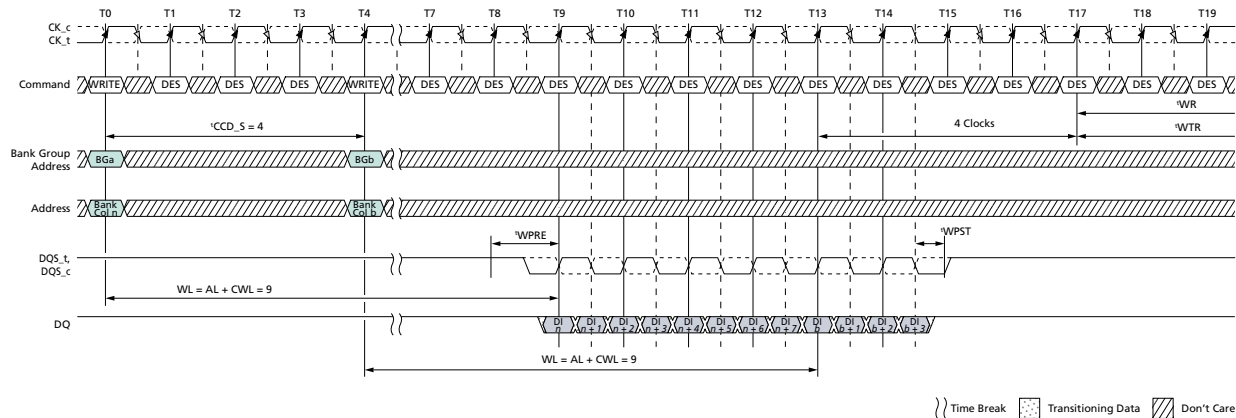 T0 T1 T2 T3 T4 T7 T8 T9 T10 T11 T12 T13 T14 T15 T16 T17 T18 T19
CK_c
CK_t
Command WRITE DES DES DES WRITE DES DES DES DES DES DES DES DES DES DES DES DES DES
tWR
tCCD_S = 4 4 Clocks tWTR
Bank Group
Address BGa BGb
Address Bank
Col n Bank
Col b
tWPRE tWPST
DQS_t,
DQS_c
WL = AL + CWL = 9
DQ DI
n DI
n + 1 DI
n + 2 DI
n + 3 DI
n + 4 DI
n + 5 DI
n + 6 DI
n + 7 DI
b DI
b + 1 DI
b + 2 DI
b + 3
WL = AL + CWL = 9
Time Break Transitioning Data Don't Care